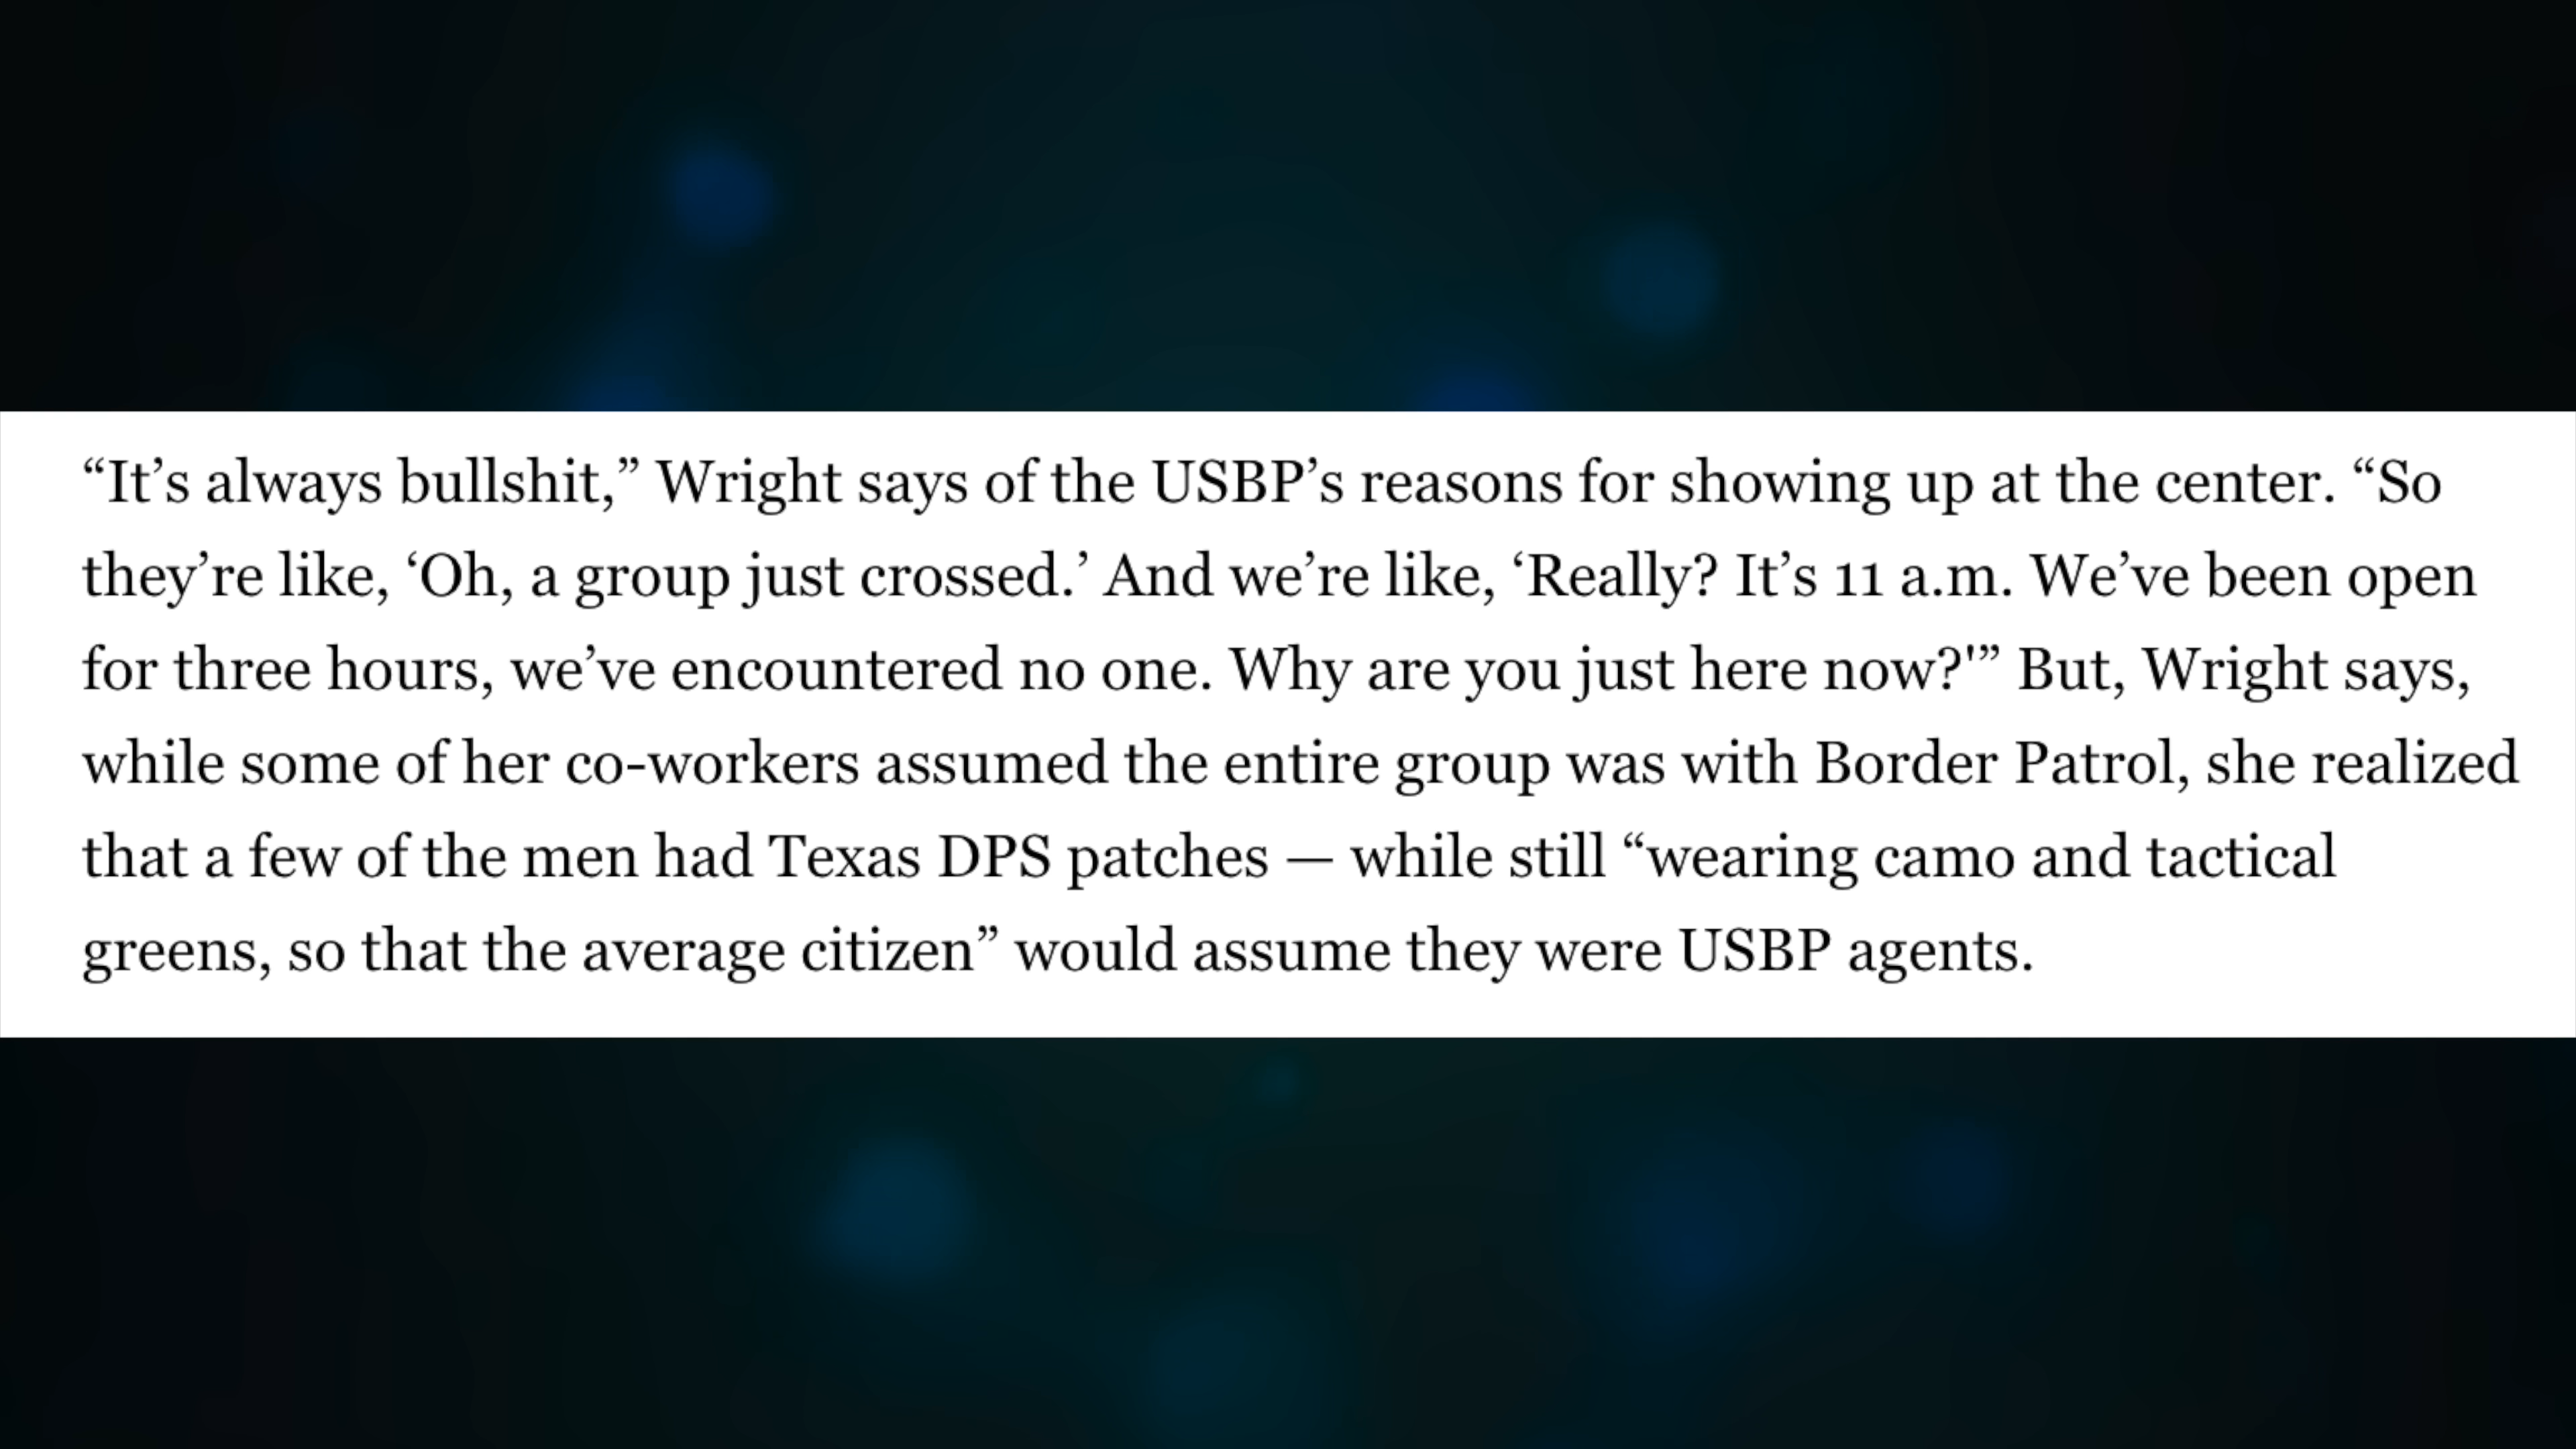 “It’s always bullshit,” Wright says of the USBP’s reasons for showing up at the center. “So
they’re like, ‘Oh, a group just crossed.’ And we’re like, ‘Really? It’s 11 a.m. We’ve been open
for three hours, we’ve encountered no one. Why are you just here now?'” But, Wright says,
while some of her co-workers assumed the entire group was with Border Patrol, she realized
that a few of the men had Texas DPS patches — while still “wearing camo and tactical
greens, so that the average citizen” would assume they were USBP agents.